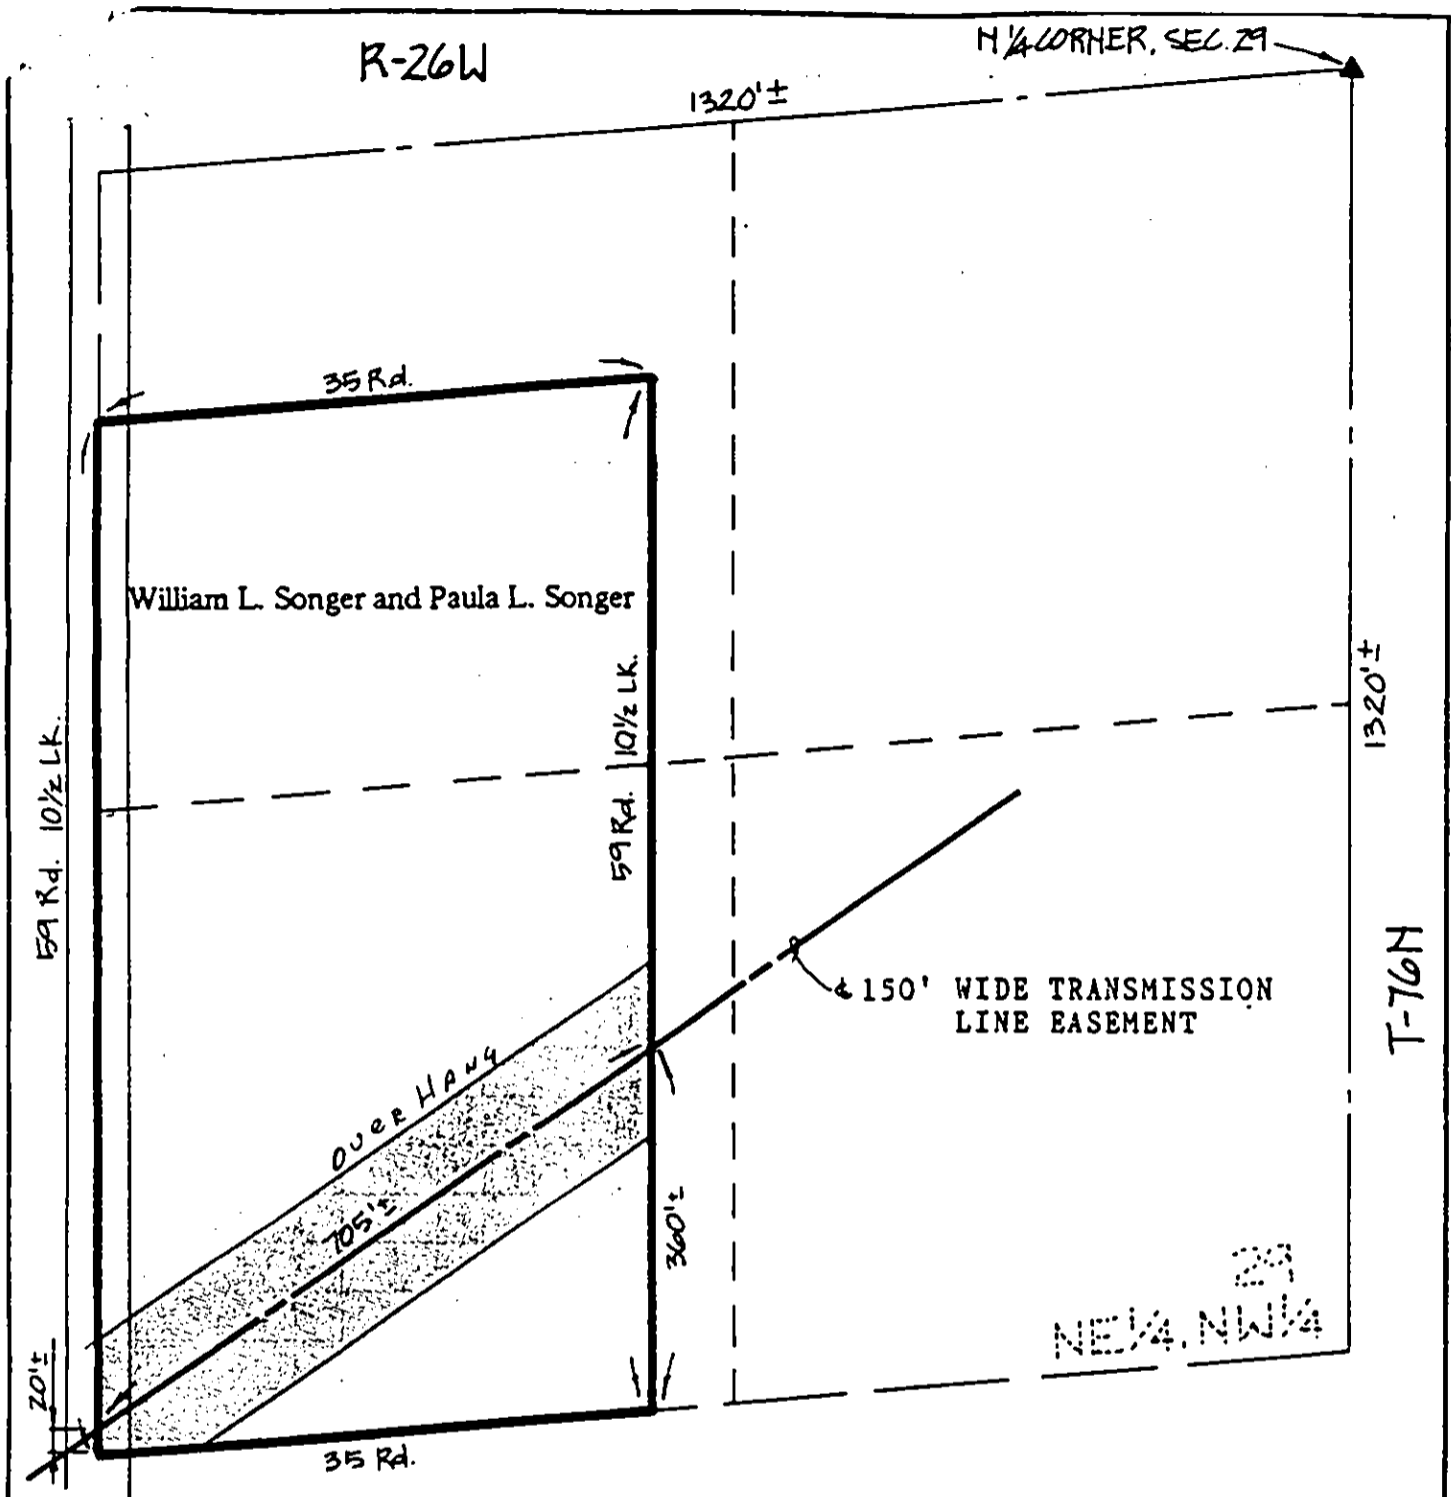 R-26W
N 1/4 CORNER, SEC. 29
1320'±
35 Rd.
William L. Songer and Paula L. Songer
59 Rd. 10½ LK.
59 Rd. 10½ LK.
1320'±
T-76N
℄ 150' WIDE TRANSMISSION
LINE EASEMENT
OVER HANG
705'±
360'±
20'±
29
NE¼, NW¼
35 Rd.